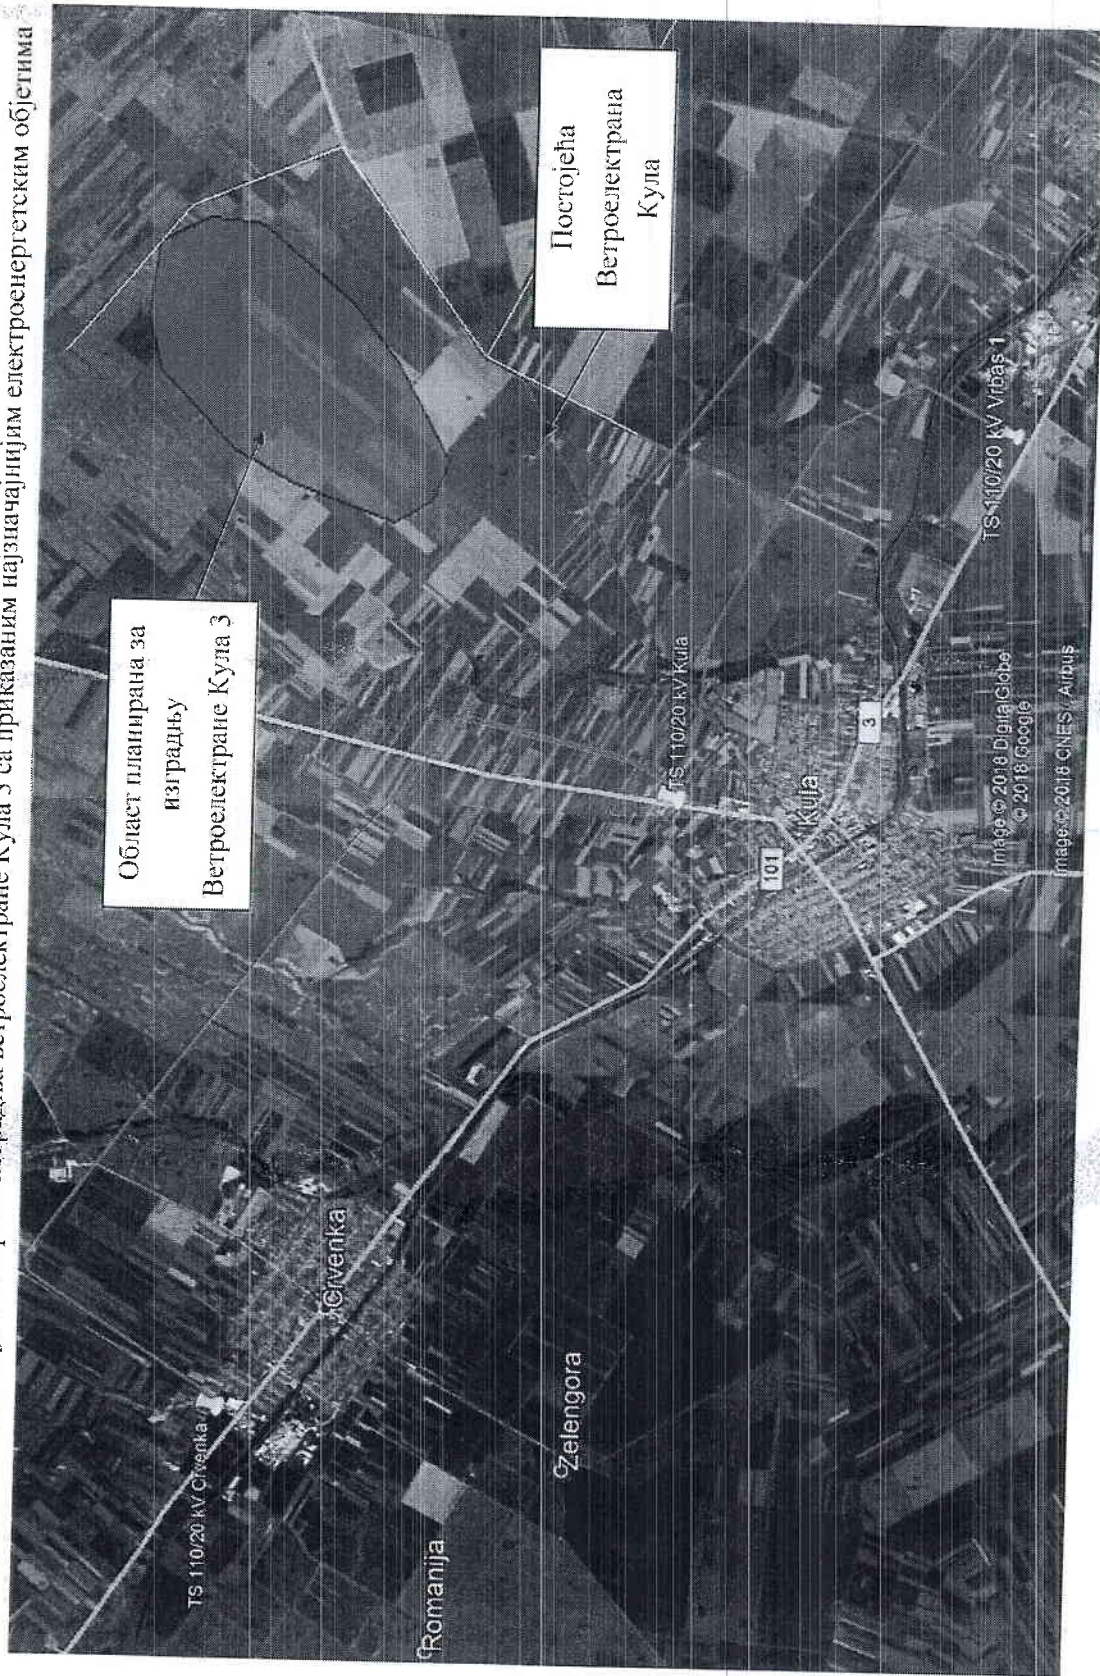 Ветроелектране Кула 3 са приказаним најзначајнијим електроенергетским објетима
Област планирана за
изградњу
Ветроелектране Кула 3
Постојећа
Ветроелектрана
Кула
TS 110/20 kV Crvenka
Crvenka
Romanija
Zelengora
TS 110/20 kV Kula
101
Kula
3
TS 110/20 kV Vrbas 1
Image © 2018 DigitalGlobe
© 2018 Google
Image © 2018 CNES / Airbus